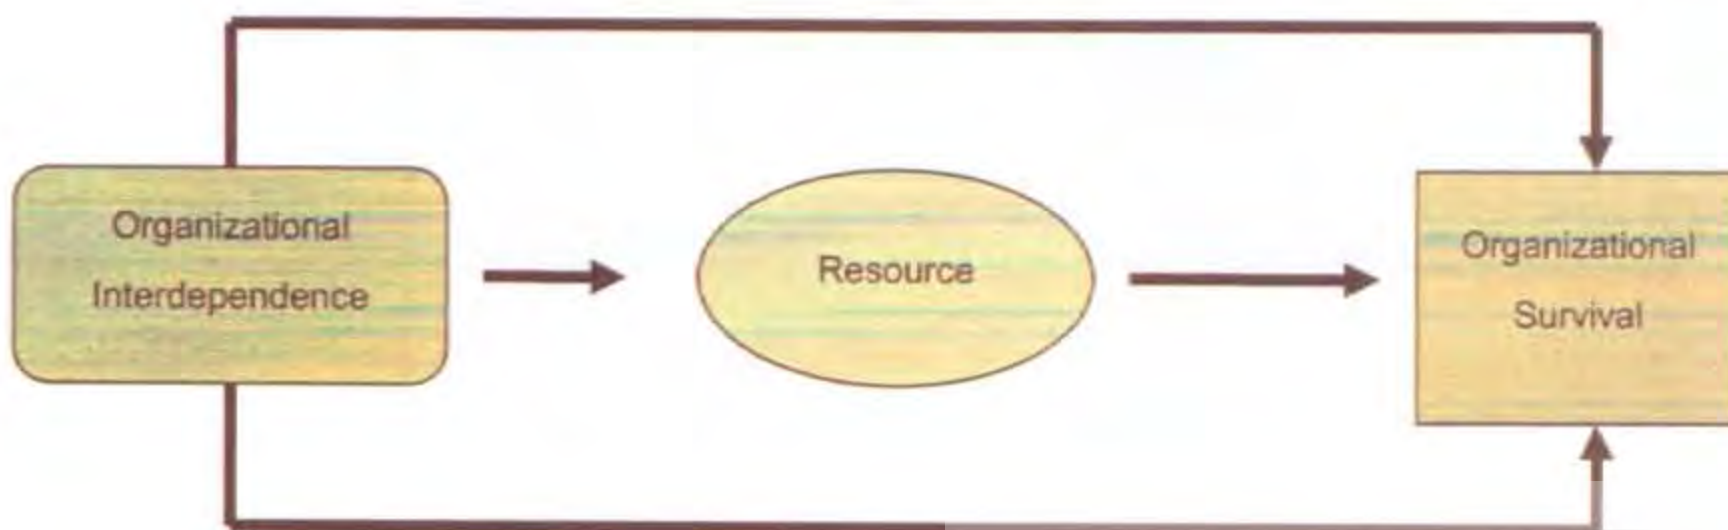 Organizational
Interdependence
Resource
Organizational
Survival